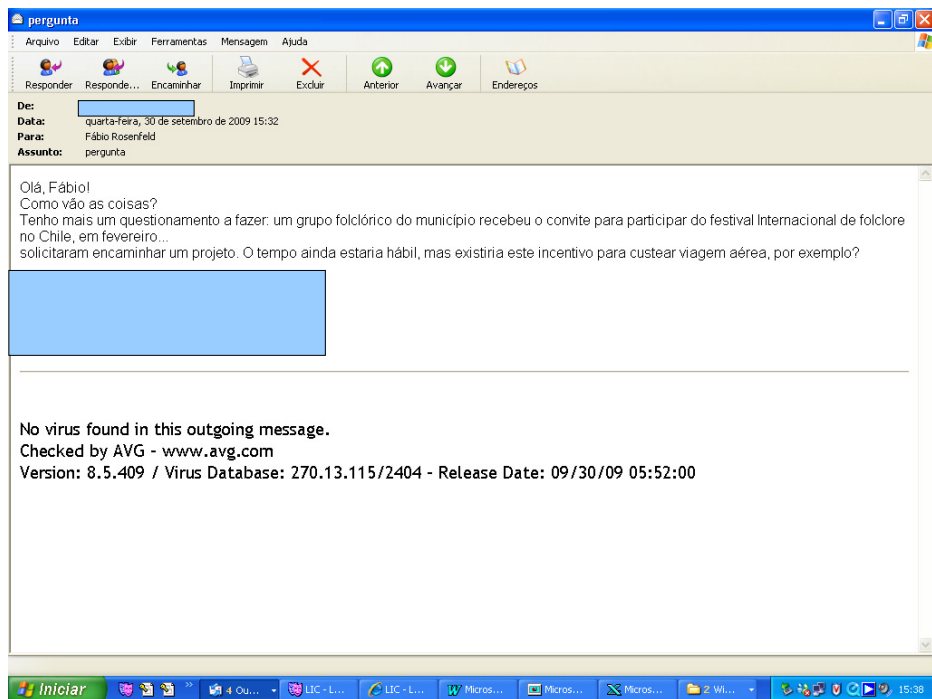 pergunta
Arquivo Editar Exibir Ferramentas Mensagem Ajuda
Responder Responde... Encaminhar Imprimir Excluir Anterior Avançar Endereços
De:
Data: quarta-feira, 30 de setembro de 2009 15:32
Para: Fábio Rosenfeld
Assunto: pergunta
Olá, Fábio!
Como vão as coisas?
Tenho mais um questionamento a fazer: um grupo folclórico do município recebeu o convite para participar do festival Internacional de folclore
no Chile, em fevereiro...
solicitaram encaminhar um projeto. O tempo ainda estaria hábil, mas existiria este incentivo para custear viagem aérea, por exemplo?
No virus found in this outgoing message.
Checked by AVG - www.avg.com
Version: 8.5.409 / Virus Database: 270.13.115/2404 - Release Date: 09/30/09 05:52:00
Iniciar 4 Ou... LIC - L... LIC - L... Micros... Micros... Micros... 2 Wi... 15:38